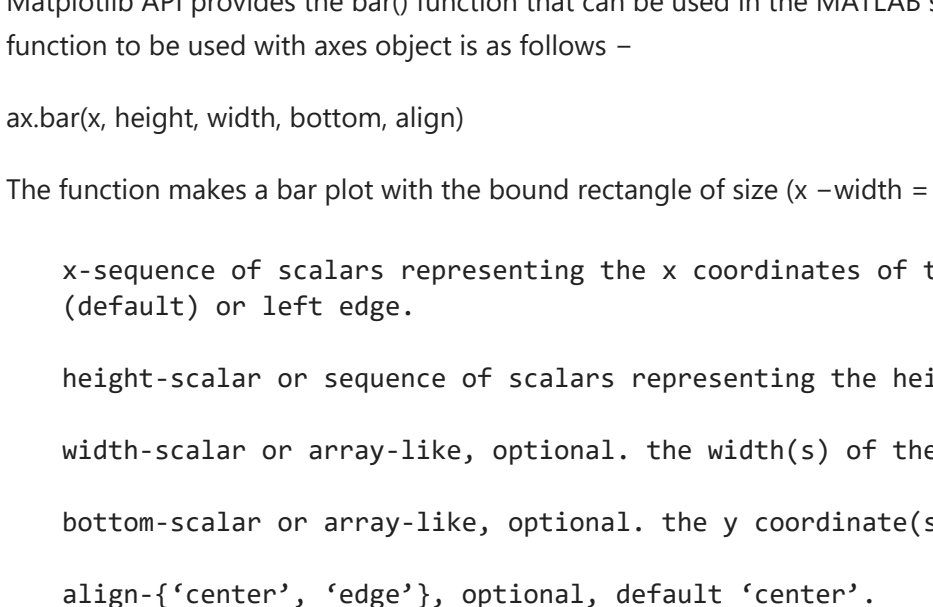 Matplotlib API provides the bar() function that can be used in the MATLAB
function to be used with axes object is as follows −
ax.bar(x, height, width, bottom, align)
The function makes a bar plot with the bound rectangle of size (x −width =
x-sequence of scalars representing the x coordinates of
(default) or left edge.
height-scalar or sequence of scalars representing the
width-scalar or array-like, optional. the width(s) of the
bottom-scalar or array-like, optional. the y
align-{‘center’, ‘edge’}, optional, default ‘center’.